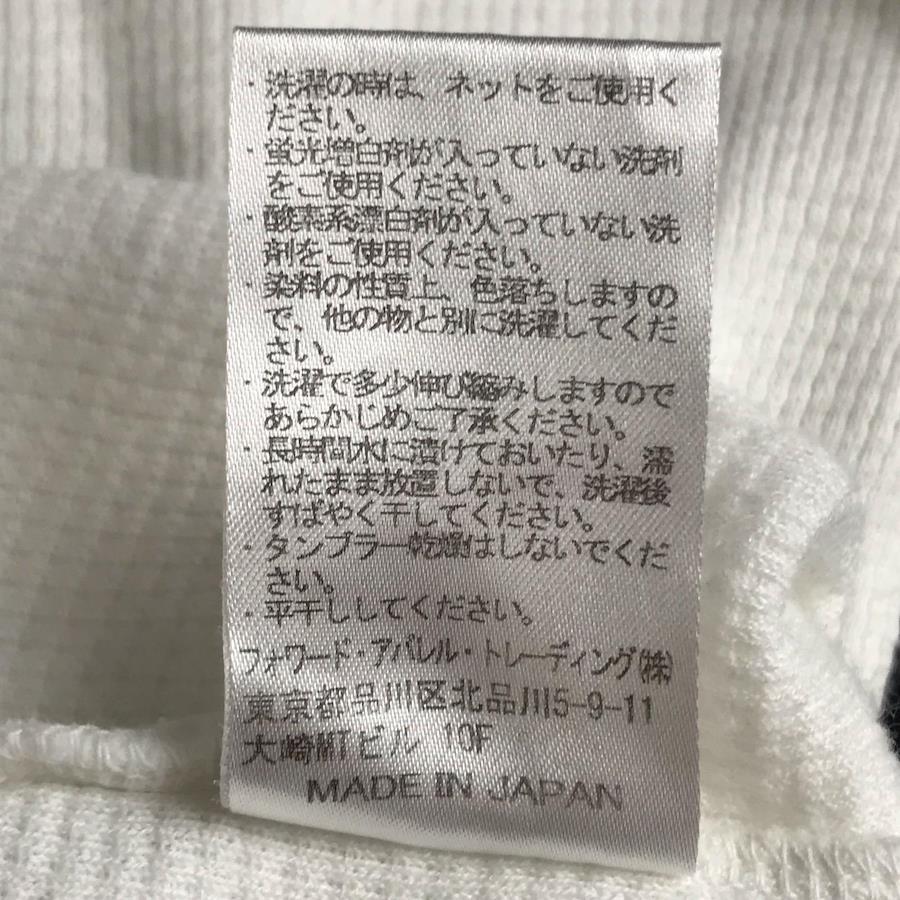 ・洗濯の時は、ネットをご使用く
ださい。
・蛍光増白剤が入っていない洗剤
をご使用ください。
・酸素系漂白剤が入っていない洗
剤をご使用ください。
・染料の性質上、色落ちしますの
で、他の物と別に洗濯してくだ
さい。
・洗濯で多少伸び縮みしますので
あらかじめご了承ください。
・長時間水に漬けておいたり、濡
れたまま放置しないで、洗濯後
すばやく干してください。
・タンブラー乾燥はしないでくだ
さい。
・平干ししてください。
フォワード・アパレル・トレーディング(株)
東京都品川区北品川5-9-11
大崎MTビル 10F
MADE IN JAPAN